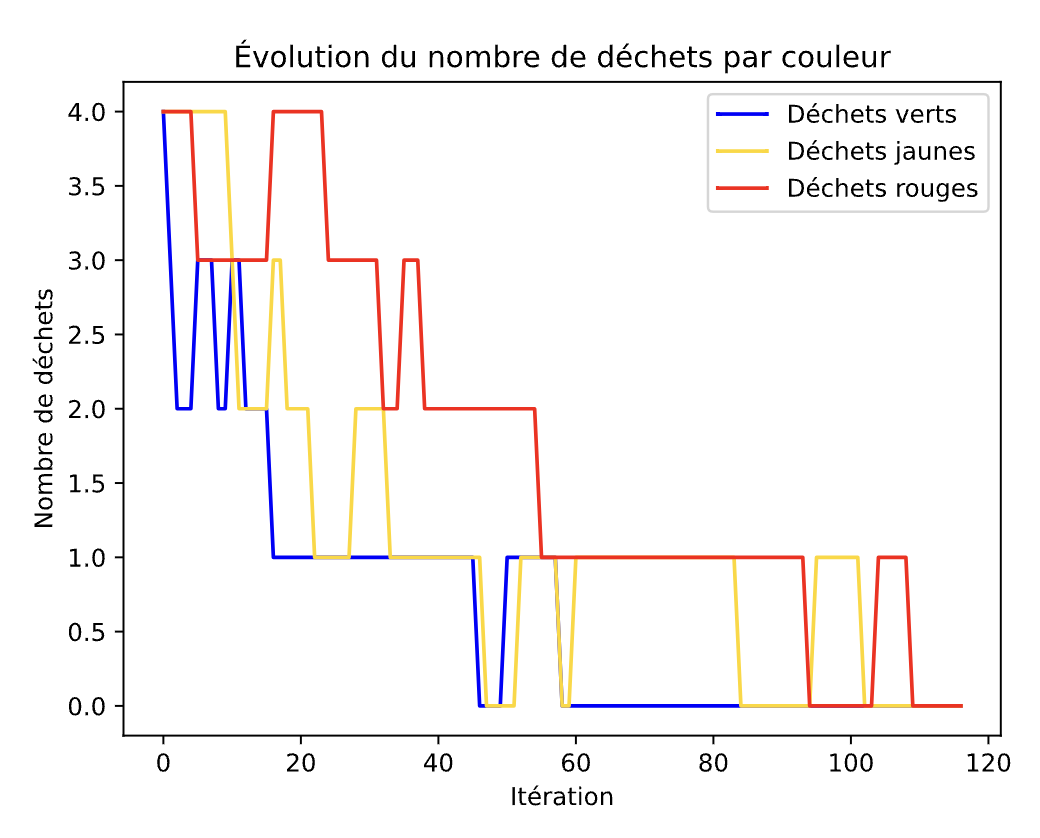 Évolution du nombre de déchets par couleur
4.0
3.5
3.0
2.5
2.0
1.5
1.0
0.5
0.0
Nombre de déchets
Déchets verts
Déchets jaunes
Déchets rouges
0 20 40 60 80 100 120
Itération